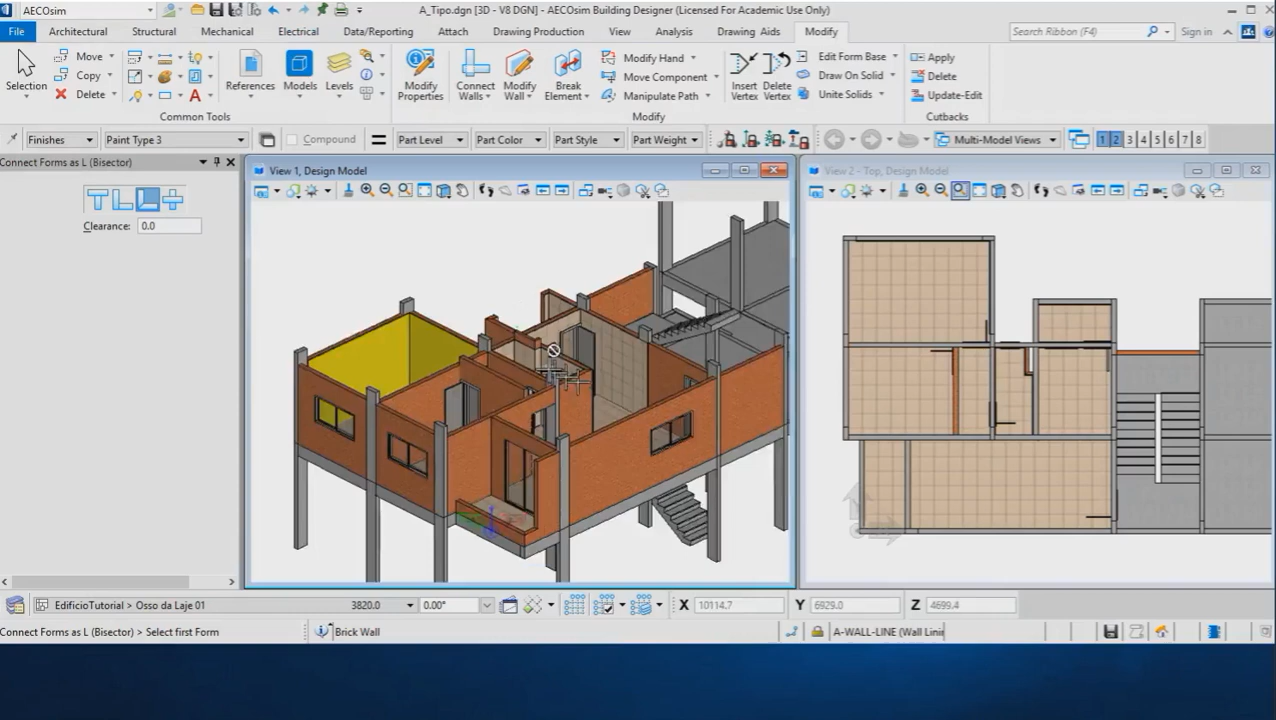 AECOsim
A_Tipo.dgn [3D - V8 DGN] - AECOsim Building Designer (Licensed For Academic Use Only)
File Architectural Structural Mechanical Electrical Data/Reporting Attach Drawing Production View Analysis Drawing Aids Modify
Search Ribbon (F4) Sign in
Selection
Move
Copy
Delete
Common Tools
References
Models
Levels
Modify Properties
Connect Walls
Modify Wall
Break Element
Modify Hand
Modify Component
Manipulate Path
Modify
Insert Vertex
Delete Vertex
Edit Form Base
Draw On Solid
Unite Solids
Apply
Delete
Update-Edit
Cutbacks
Finishes Paint Type 3 Compound Part Level Part Color Part Style Part Weight Multi-Model Views 1 2 3 4 5 6 7 8
Connect Forms as L (Bisector)
Clearance: 0.0
View 1, Design Model
View 2 - Top, Design Model
EdificioTutorial > Osso da Laje 01 3820.0 0.00° X 10114.7 Y 6929.0 Z 4699.4
Connect Forms as L (Bisector) > Select first Form Brick Wall A-WALL-LINE (Wall Linin